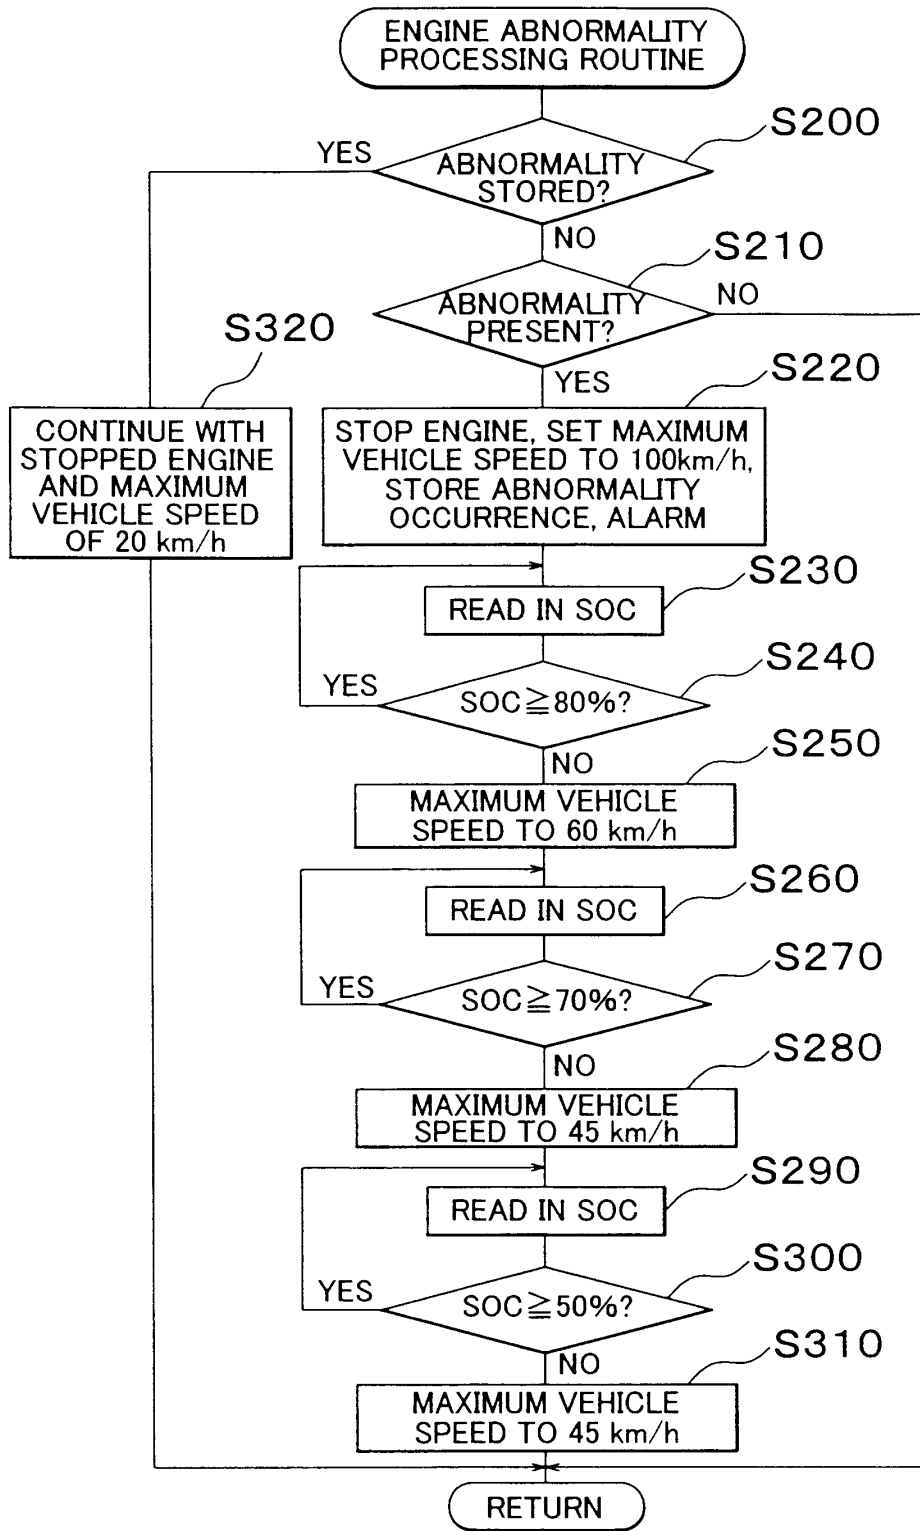 ENGINE ABNORMALITY
PROCESSING ROUTINE
S200
YES
ABNORMALITY
STORED?
NO
S210
ABNORMALITY
PRESENT?
NO
S320
YES
S220
CONTINUE WITH
STOPPED ENGINE
AND MAXIMUM
VEHICLE SPEED
OF 20 km/h
STOP ENGINE, SET MAXIMUM
VEHICLE SPEED TO 100km/h,
STORE ABNORMALITY
OCCURRENCE, ALARM
S230
READ IN SOC
S240
YES
SOC≧80%?
NO
S250
MAXIMUM VEHICLE
SPEED TO 60 km/h
S260
READ IN SOC
S270
YES
SOC≧70%?
NO
S280
MAXIMUM VEHICLE
SPEED TO 45 km/h
S290
READ IN SOC
S300
YES
SOC≧50%?
NO
S310
MAXIMUM VEHICLE
SPEED TO 45 km/h
RETURN